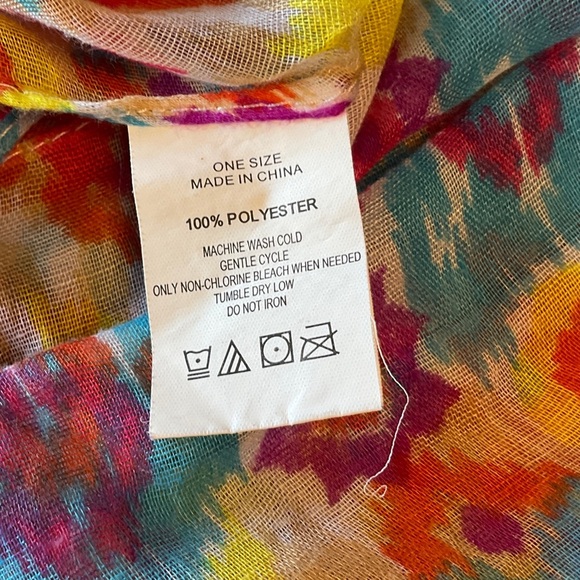 ONE SIZE
MADE IN CHINA
100% POLYESTER
MACHINE WASH COLD
GENTLE CYCLE
ONLY NON-CHLORINE BLEACH WHEN NEEDED
TUMBLE DRY LOW
DO NOT IRON